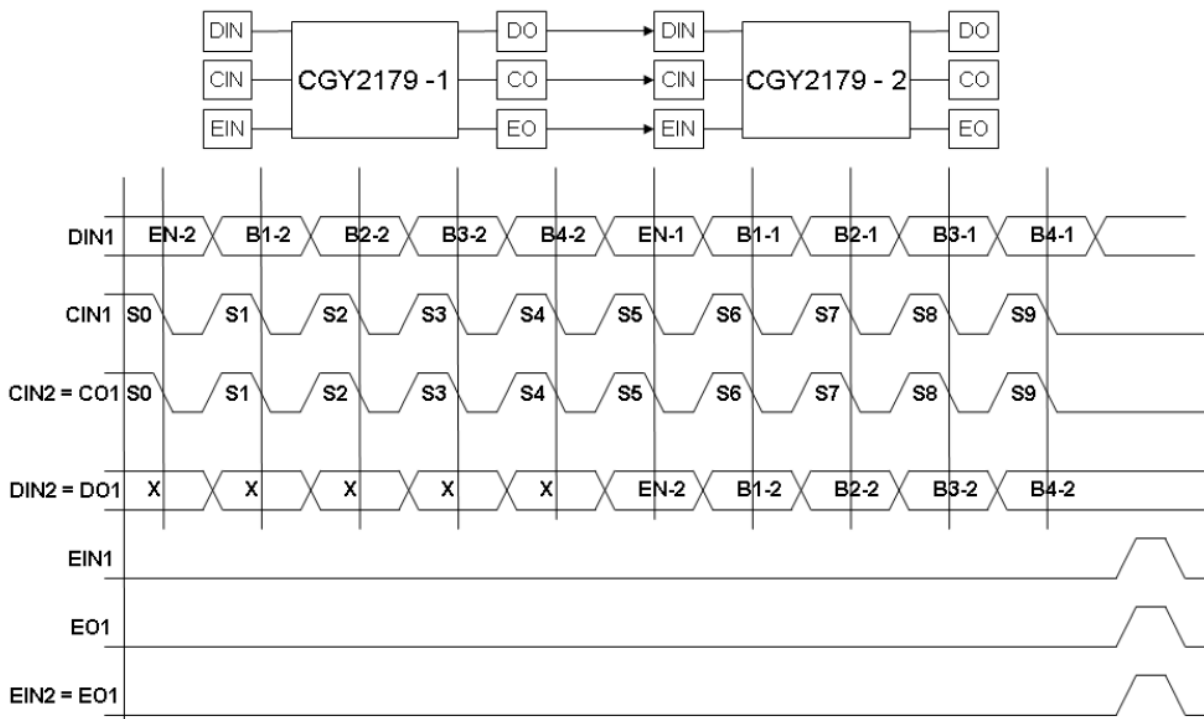 DIN DO DIN DO
CIN CGY2179 -1 CO CIN CGY2179 - 2 CO
EIN EO EIN EO
DIN1 EN-2 B1-2 B2-2 B3-2 B4-2 EN-1 B1-1 B2-1 B3-1 B4-1
CIN1 S0 S1 S2 S3 S4 S5 S6 S7 S8 S9
CIN2 = CO1 S0 S1 S2 S3 S4 S5 S6 S7 S8 S9
DIN2 = DO1 X X X X X EN-2 B1-2 B2-2 B3-2 B4-2
EIN1
EO1
EIN2 = EO1